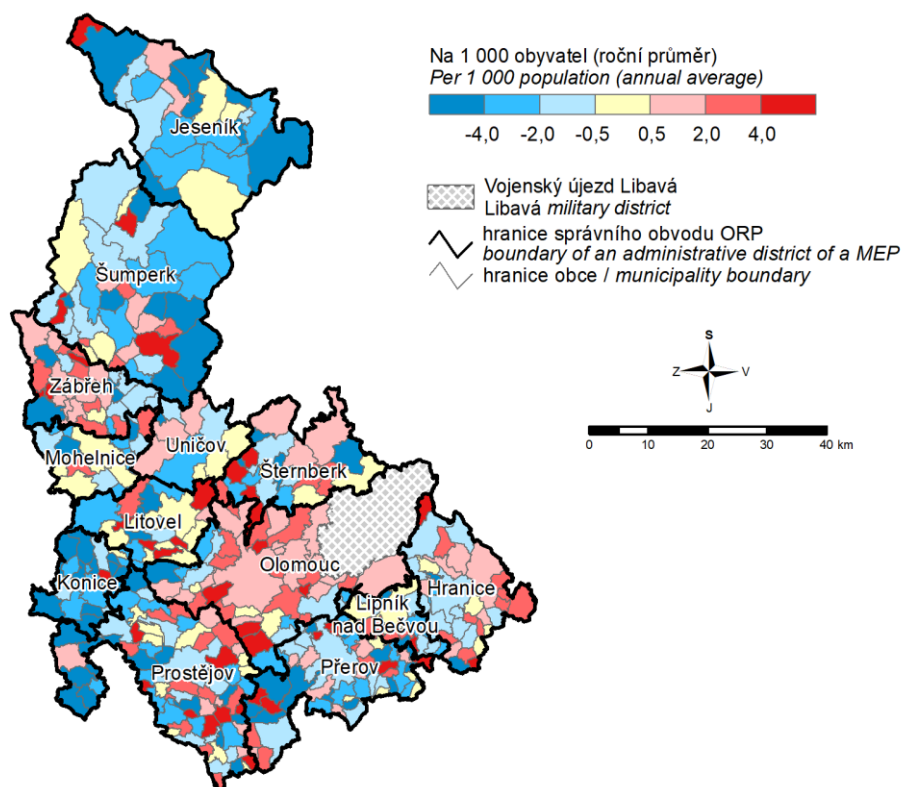 Na 1 000 obyvatel (roční průměr)
Per 1 000 population (annual average)
-4,0 -2,0 -0,5 0,5 2,0 4,0
Vojenský újezd Libavá
Libavá military district
hranice správního obvodu ORP
boundary of an administrative district of a MEP
hranice obce / municipality boundary
Jeseník
Šumperk
Zábřeh
Mohelnice
Uničov
Šternberk
Litovel
Olomouc
Konice
Lipník
nad Bečvou
Hranice
Prostějov
Přerov
S
Z V
J
0 10 20 30 40 km